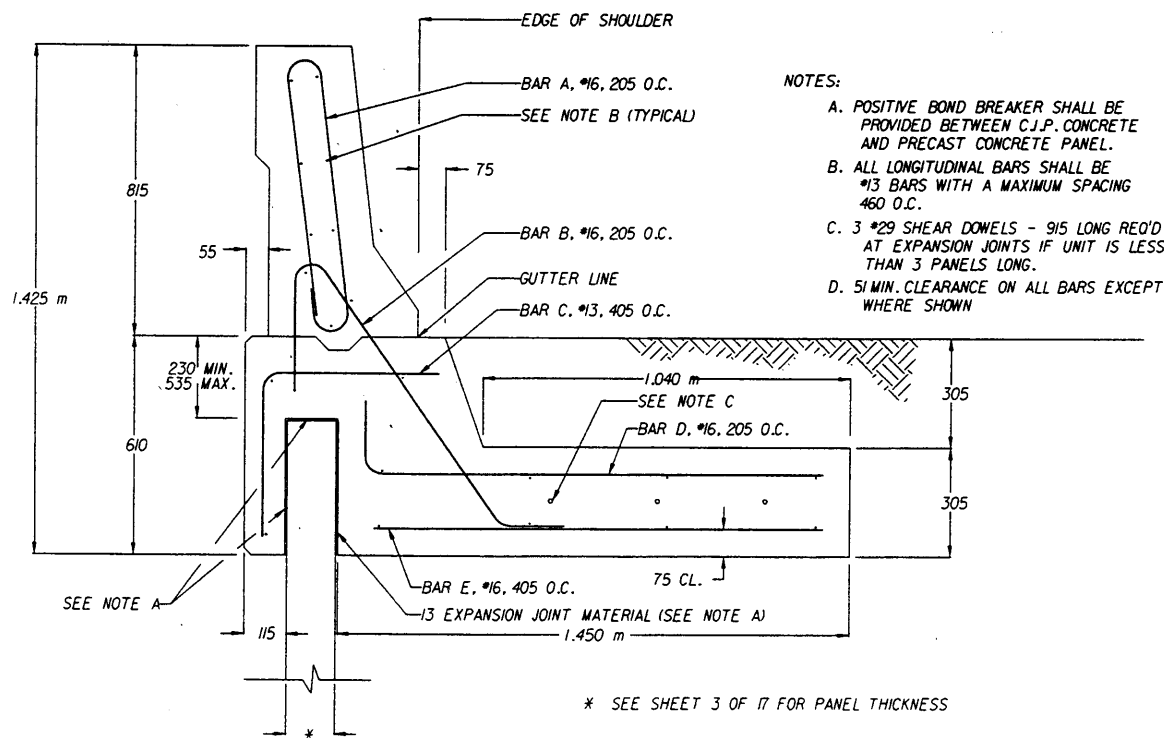 EDGE OF SHOULDER
BAR A, #16, 205 O.C.
SEE NOTE B (TYPICAL)
75
815
55
BAR B, #16, 205 O.C.
GUTTER LINE
BAR C, #13, 405 O.C.
1.425 m
230 MIN.
535 MAX.
610
1.040 m
SEE NOTE C
BAR D, #16, 205 O.C.
305
305
75 CL.
BAR E, #16, 405 O.C.
SEE NOTE A
13 EXPANSION JOINT MATERIAL (SEE NOTE A)
115
1.450 m
*
* SEE SHEET 3 OF 17 FOR PANEL THICKNESS
NOTES:
A. POSITIVE BOND BREAKER SHALL BE
PROVIDED BETWEEN C.I.P. CONCRETE
AND PRECAST CONCRETE PANEL.
B. ALL LONGITUDINAL BARS SHALL BE
#13 BARS WITH A MAXIMUM SPACING
460 O.C.
C. 3 #29 SHEAR DOWELS - 915 LONG REQ'D
AT EXPANSION JOINTS IF UNIT IS LESS
THAN 3 PANELS LONG.
D. 51 MIN. CLEARANCE ON ALL BARS EXCEPT
WHERE SHOWN